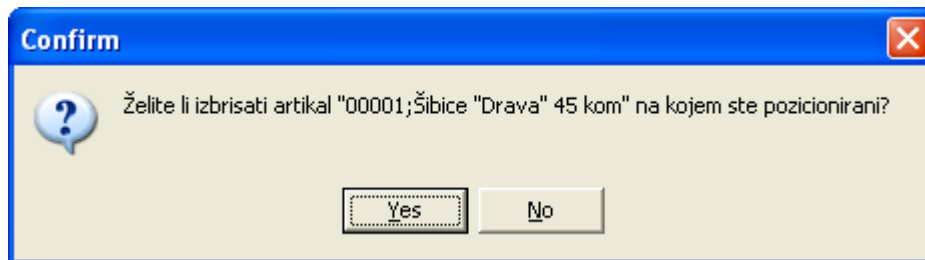 Confirm
Želite li izbrisati artikal "00001;Šibice "Drava" 45 kom" na kojem ste pozicionirani?
Yes
No